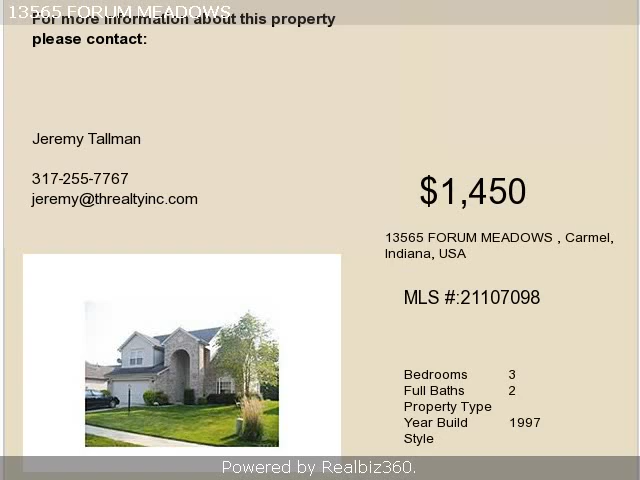 13565 FORUM MEADOWS
For more information about this property
please contact:
Jeremy Tallman
317-255-7767
jeremy@threaltyinc.com
$1,450
13565 FORUM MEADOWS , Carmel,
Indiana, USA
MLS #:21107098
Bedrooms 3
Full Baths 2
Property Type
Year Build 1997
Style
Powered by Realbiz360.